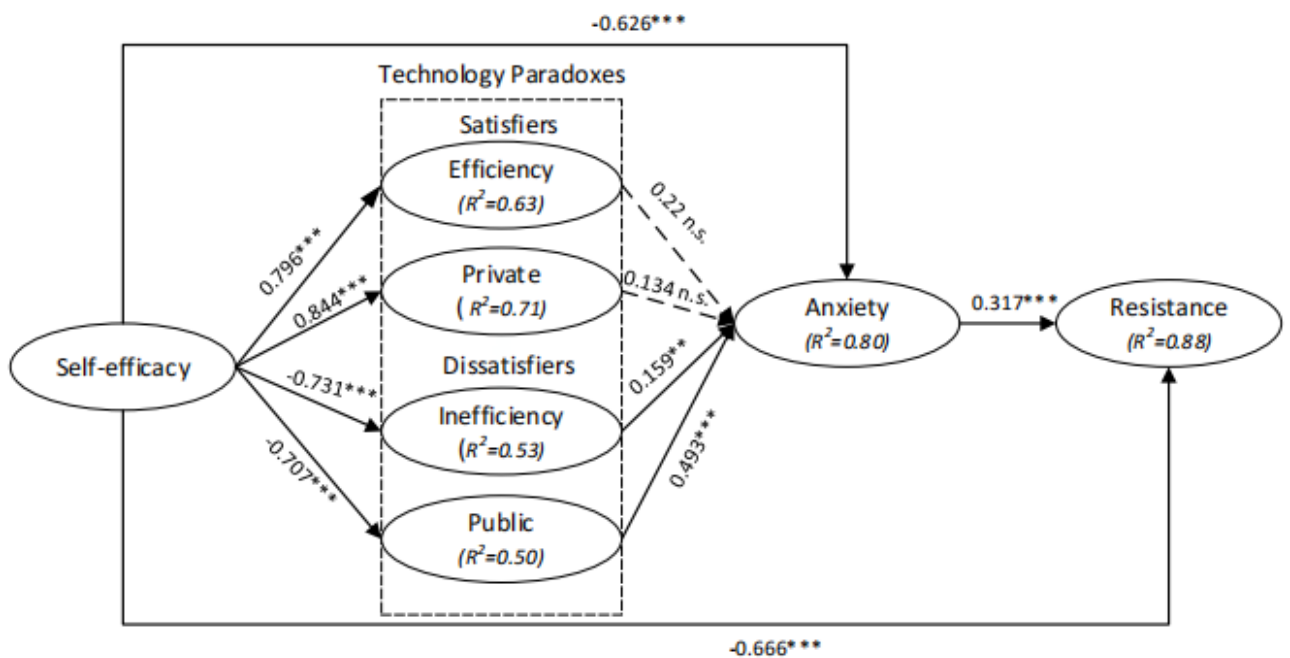 -0.626***
Technology Paradoxes
Satisfiers
Efficiency
(R²=0.63)
0.796***
0.22 n.s.
Private
( R²=0.71)
0.844***
0.134 n.s.
Anxiety
(R²=0.80)
0.317***
Resistance
(R²=0.88)
Self-efficacy
Dissatisfiers
-0.731***
0.159**
Inefficiency
(R²=0.53)
-0.707***
0.493***
Public
(R²=0.50)
-0.666***